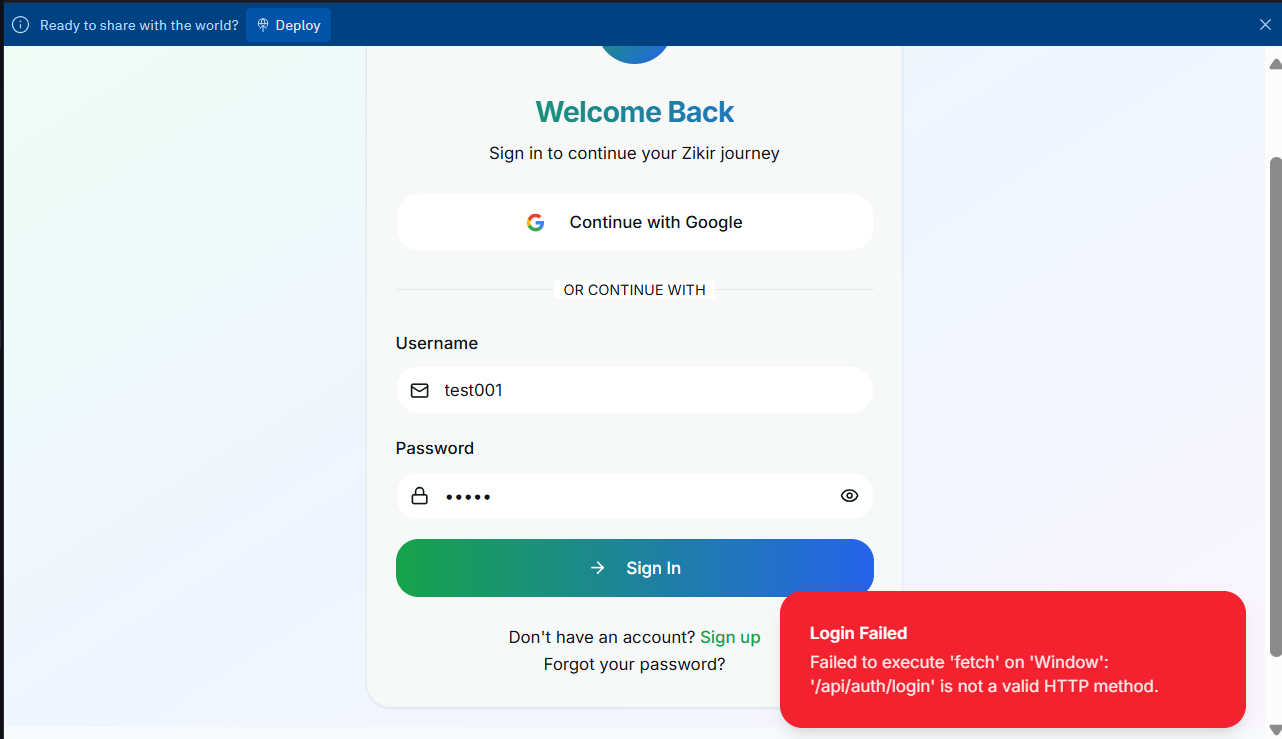 Ready to share with the world? Deploy
Welcome Back
Sign in to continue your Zikir journey
Continue with Google
OR CONTINUE WITH
Username
test001
Password
•••••
Sign In
Don't have an account? Sign up
Forgot your password?
Login Failed
Failed to execute 'fetch' on 'Window':
'/api/auth/login' is not a valid HTTP method.